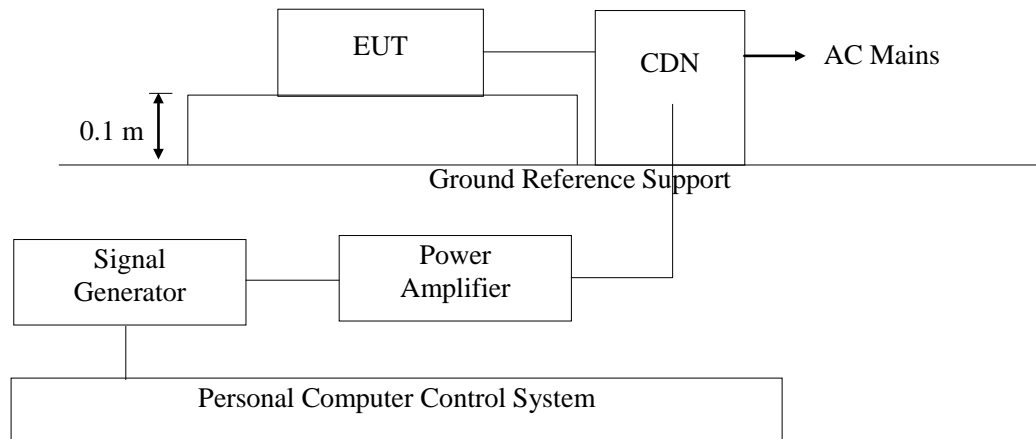 EUT
CDN
AC Mains
0.1 m
Ground Reference Support
Signal
Generator
Power
Amplifier
Personal Computer Control System